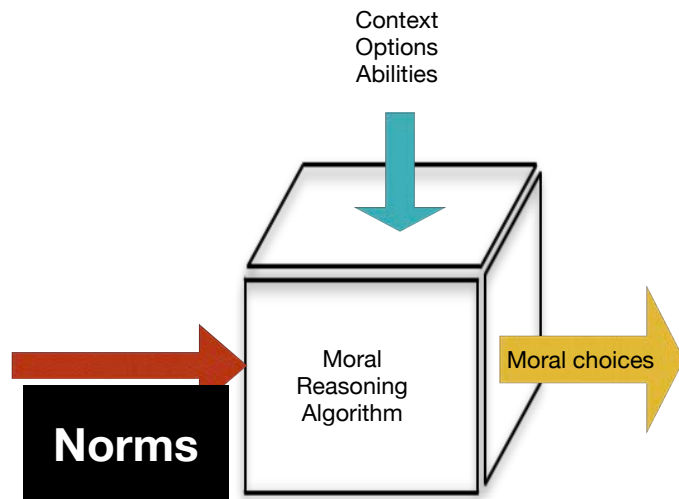 Context
Options
Abilities
Moral
Reasoning
Algorithm
Moral choices
Norms